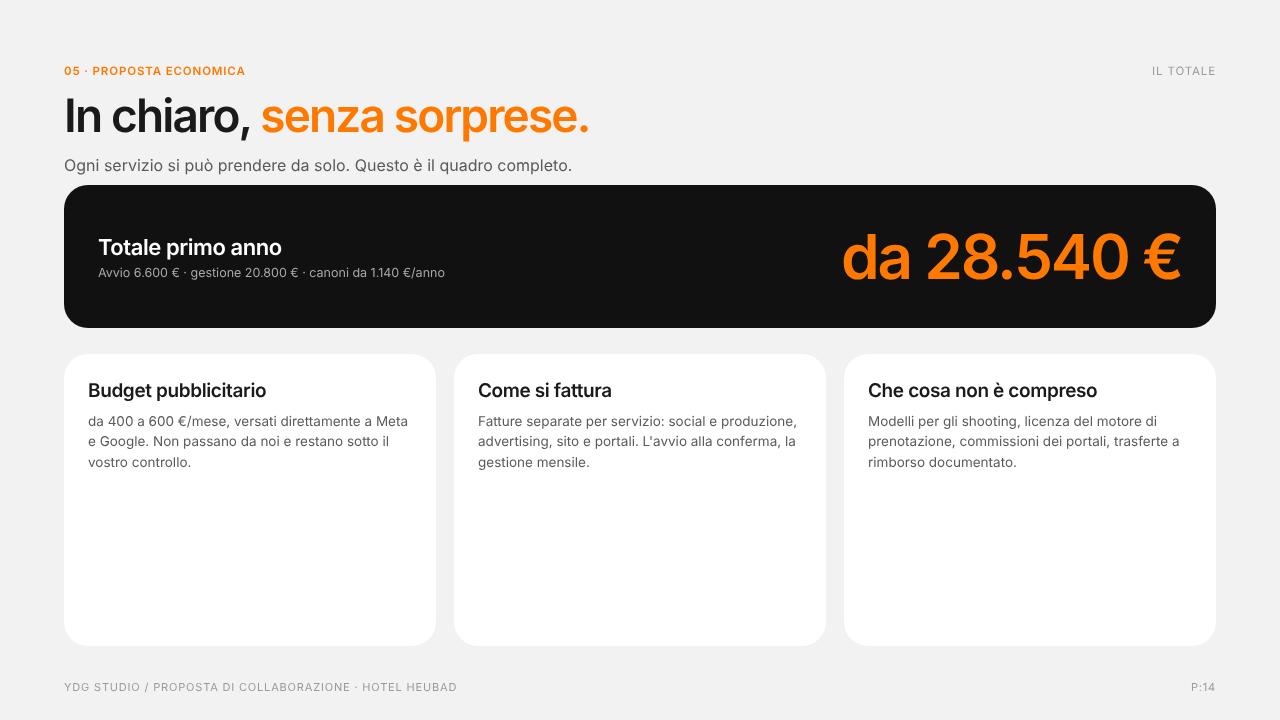 05 · PROPOSTA ECONOMICA
IL TOTALE
In chiaro, senza sorprese.
Ogni servizio si può prendere da solo. Questo è il quadro completo.
Totale primo anno
Avvio 6.600 € · gestione 20.800 € · canoni da 1.140 €/anno
da 28.540 €
Budget pubblicitario
da 400 a 600 €/mese, versati direttamente a Meta
e Google. Non passano da noi e restano sotto il
vostro controllo.
Come si fattura
Fatture separate per servizio: social e produzione,
advertising, sito e portali. L'avvio alla conferma, la
gestione mensile.
Che cosa non è compreso
Modelli per gli shooting, licenza del motore di
prenotazione, commissioni dei portali, trasferte a
rimborso documentato.
YDG STUDIO / PROPOSTA DI COLLABORAZIONE · HOTEL HEUBAD
P:14